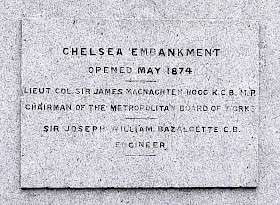 CHELSEA EMBANKMENT
OPENED MAY 1874
LIEUT COL. SIR JAMES MACNAGHTEN HOGG K.C.B. M.P.
CHAIRMAN OF THE METROPOLITAN BOARD OF WORKS
SIR JOSEPH WILLIAM BAZALGETTE C.B.
ENGINEER